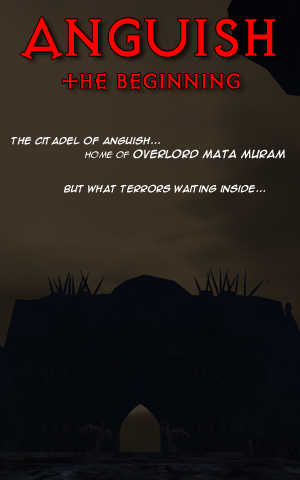 ANGUISH
THE BEGINNING
THE CITADEL OF ANGUISH...
HOME OF OVERLORD MATA MURAM
BUT WHAT TERRORS WAITING INSIDE...